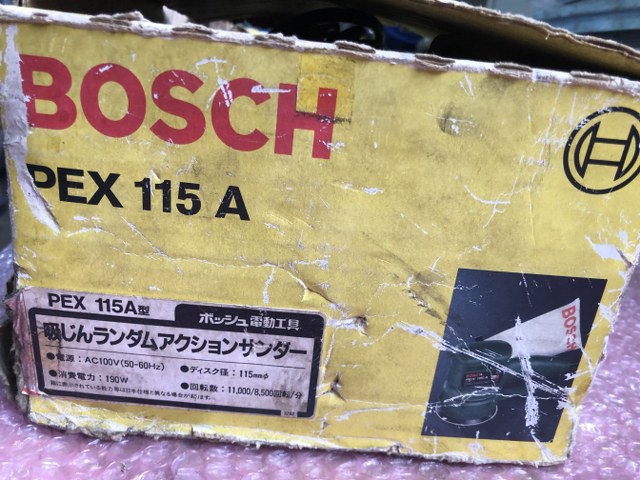 BOSCH
PEX 115 A
PEX 115A型
ボッシュ電動工具
吸じんランダムアクションサンダー
●電源：AC100V(50-60Hz) ●ディスク径：115mmφ
●消費電力：190W ●回転数：11,000/8,500回転/分
BOSCH